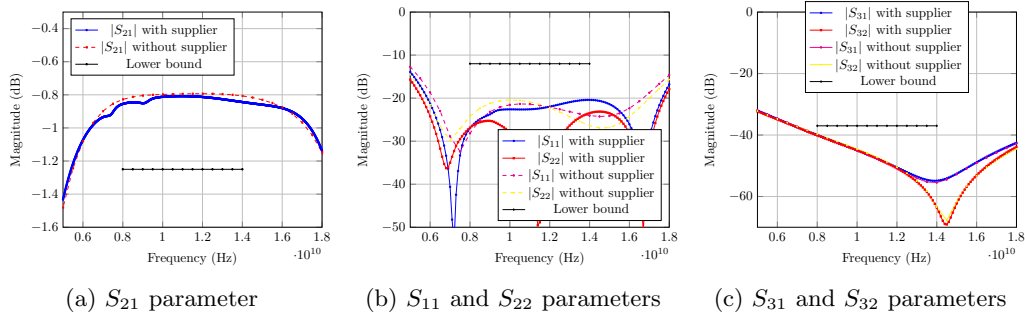 |S21| with supplier
|S21| without supplier
Lower bound
−0.4
−0.6
−0.8
−1
−1.2
−1.4
−1.6
Magnitude (dB)
0.6 0.8 1 1.2 1.4 1.6 1.8
Frequency (Hz)
·10^10
(a) S21 parameter
0
−10
−20
−30
−40
−50
Magnitude (dB)
|S11| with supplier
|S22| with supplier
|S11| without supplier
|S22| without supplier
Lower bound
0.6 0.8 1 1.2 1.4 1.6 1.8
Frequency (Hz)
·10^10
(b) S11 and S22 parameters
|S31| with supplier
|S32| with supplier
|S31| without supplier
|S32| without supplier
Lower bound
0
−20
−40
−60
Magnitude (dB)
0.6 0.8 1 1.2 1.4 1.6 1.8
Frequency (Hz)
·10^10
(c) S31 and S32 parameters